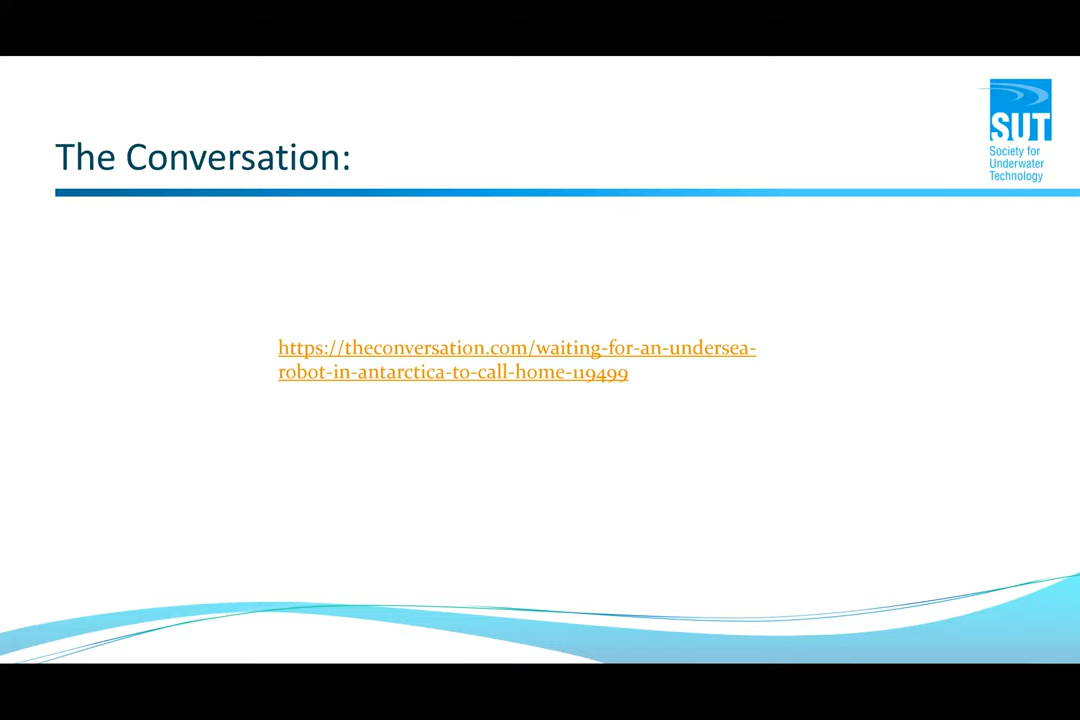 The Conversation:
SUT
Society for
Underwater
Technology
https://theconversation.com/waiting-for-an-undersea-
robot-in-antarctica-to-call-home-119499